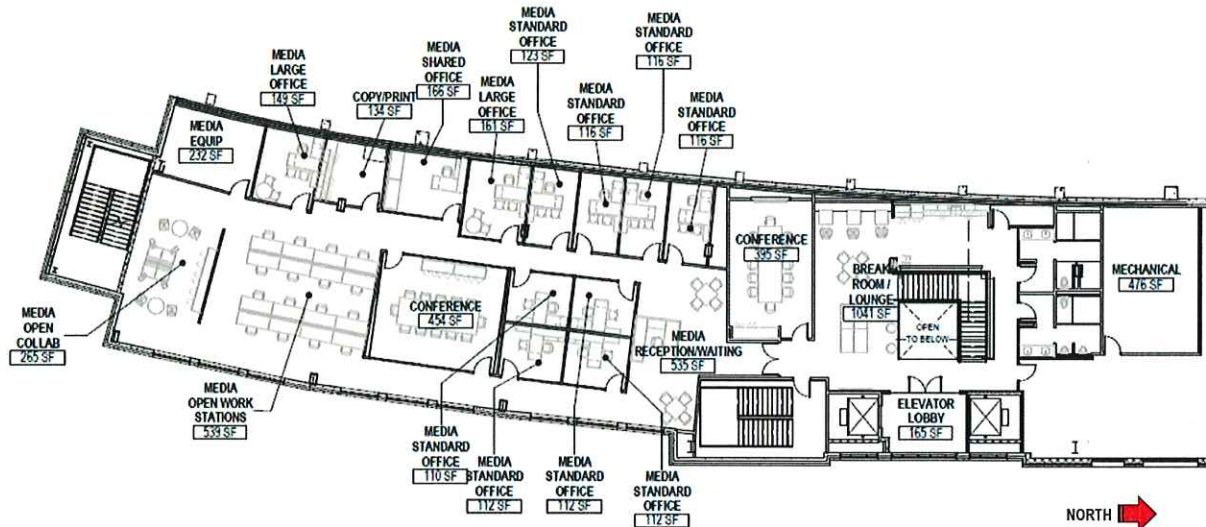 MEDIA
STANDARD
OFFICE
123 SF
MEDIA
STANDARD
OFFICE
116 SF
MEDIA
SHARED
OFFICE
166 SF
MEDIA
LARGE
OFFICE
149 SF
COPY/PRINT
134 SF
MEDIA
LARGE
OFFICE
161 SF
MEDIA
STANDARD
OFFICE
116 SF
MEDIA
STANDARD
OFFICE
116 SF
MEDIA
EQUIP
232 SF
CONFERENCE
395 SF
BREAK
ROOM /
LOUNGE
1041 SF
MECHANICAL
476 SF
CONFERENCE
454 SF
OPEN
TO BELOW
MEDIA
OPEN
COLLAB
265 SF
MEDIA
RECEPTION/WAITING
535 SF
MEDIA
OPEN WORK
STATIONS
539 SF
ELEVATOR
LOBBY
165 SF
MEDIA
STANDARD
OFFICE
110 SF
MEDIA
STANDARD
OFFICE
112 SF
MEDIA
STANDARD
OFFICE
112 SF
MEDIA
STANDARD
OFFICE
112 SF
NORTH